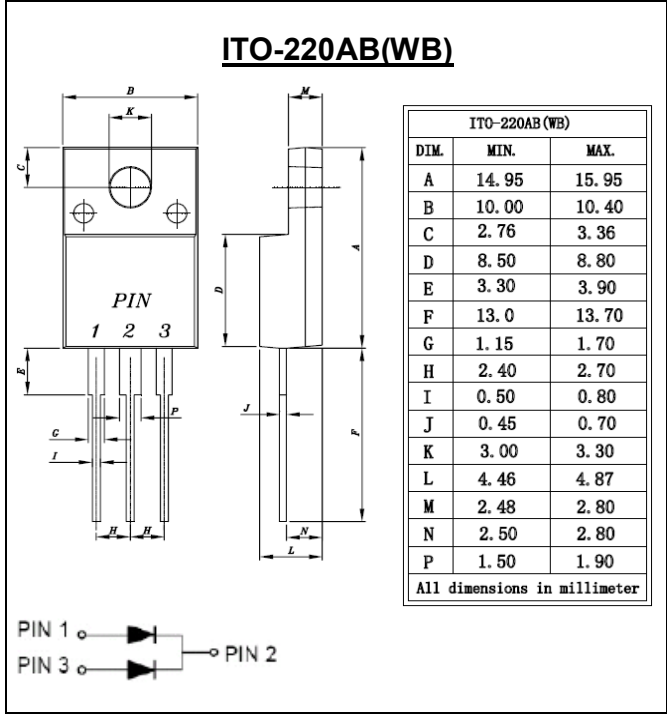 ITO-220AB(WB)
B
K
M
C
A
D
PIN
1 2 3
E
P
G
J
I
F
H H
N
L
ITO-220AB(WB)
DIM. MIN. MAX.
A 14.95 15.95
B 10.00 10.40
C 2.76 3.36
D 8.50 8.80
E 3.30 3.90
F 13.0 13.70
G 1.15 1.70
H 2.40 2.70
I 0.50 0.80
J 0.45 0.70
K 3.00 3.30
L 4.46 4.87
M 2.48 2.80
N 2.50 2.80
P 1.50 1.90
All dimensions in millimeter
PIN 1
PIN 3
PIN 2